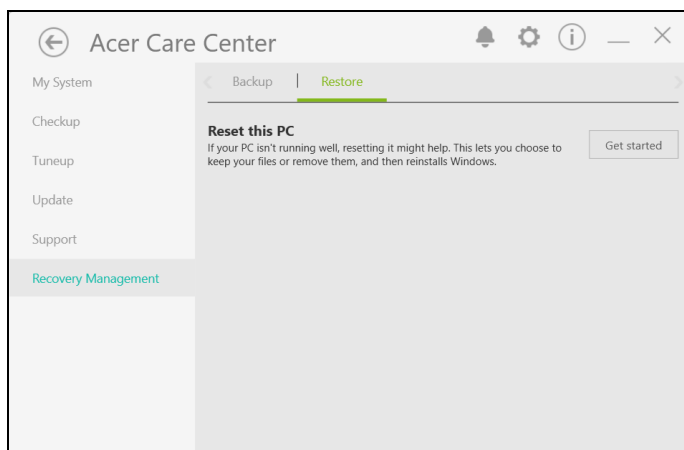 Acer Care Center
My System
Backup
Restore
Checkup
Reset this PC
If your PC isn't running well, resetting it might help. This lets you choose to
keep your files or remove them, and then reinstalls Windows.
Get started
Tuneup
Update
Support
Recovery Management